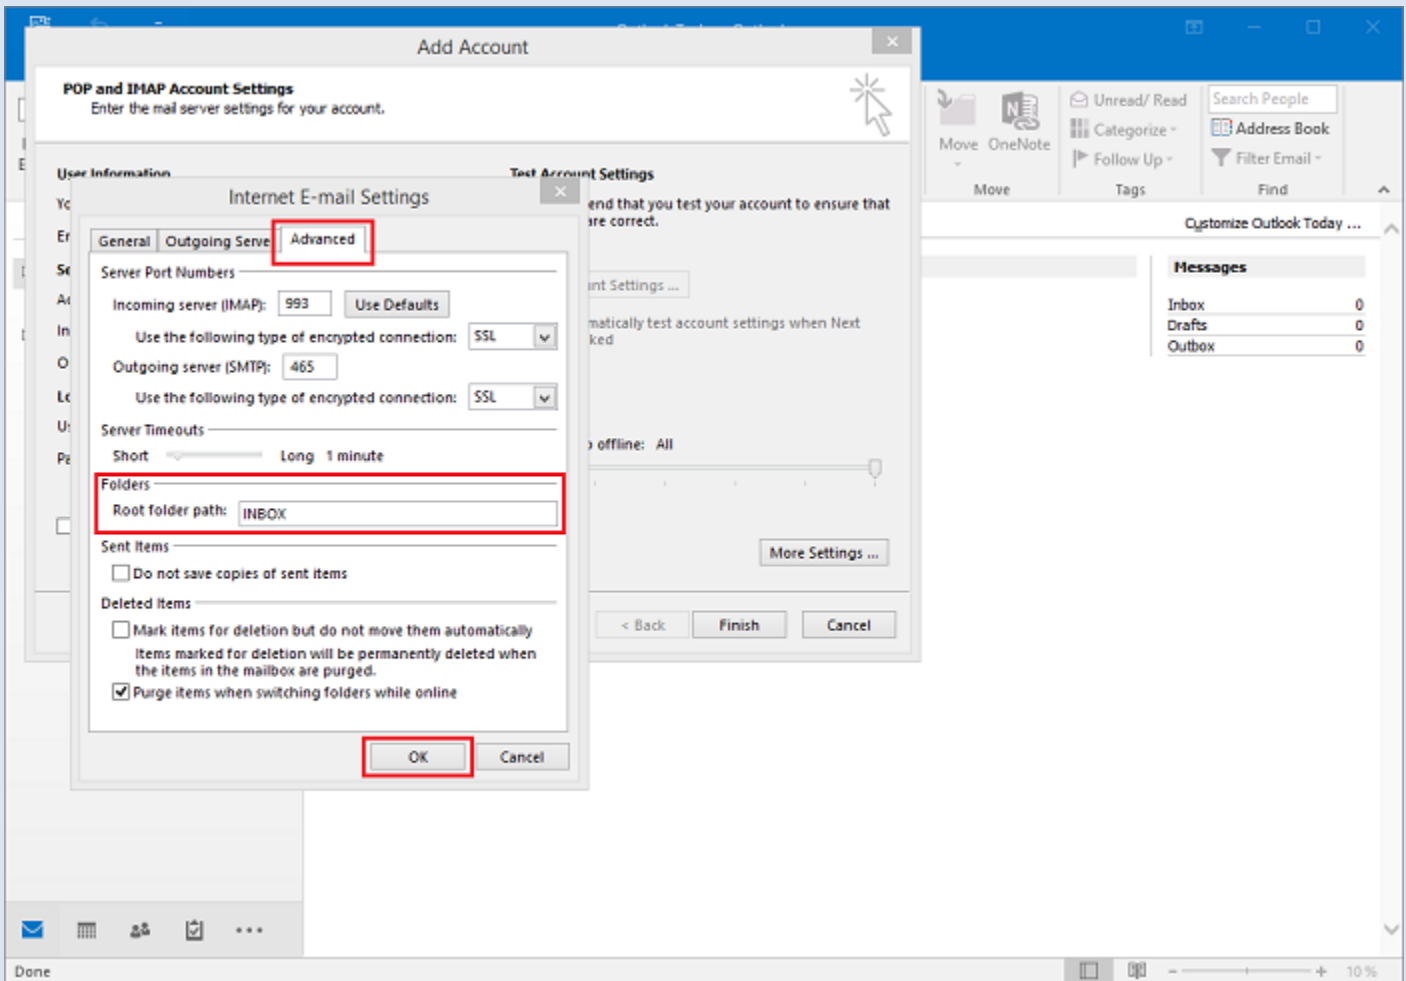 Add Account
POP and IMAP Account Settings
Enter the mail server settings for your account.
User Information
Test Account Settings
end that you test your account to ensure that
are correct.
nt Settings ...
matically test account settings when Next
ked
offline: All
More Settings ...
< Back
Finish
Cancel
Internet E-mail Settings
General
Outgoing Serve
Advanced
Server Port Numbers
Incoming server (IMAP): 993 Use Defaults
Use the following type of encrypted connection: SSL
Outgoing server (SMTP): 465
Use the following type of encrypted connection: SSL
Server Timeouts
Short Long 1 minute
Folders
Root folder path: INBOX
Sent Items
Do not save copies of sent items
Deleted Items
Mark items for deletion but do not move them automatically
Items marked for deletion will be permanently deleted when
the items in the mailbox are purged.
Purge items when switching folders while online
OK
Cancel
Move
OneNote
Move
Unread/ Read
Categorize
Follow Up
Tags
Search People
Address Book
Filter Email
Find
Customize Outlook Today ...
Messages
Inbox 0
Drafts 0
Outbox 0
Done
10%